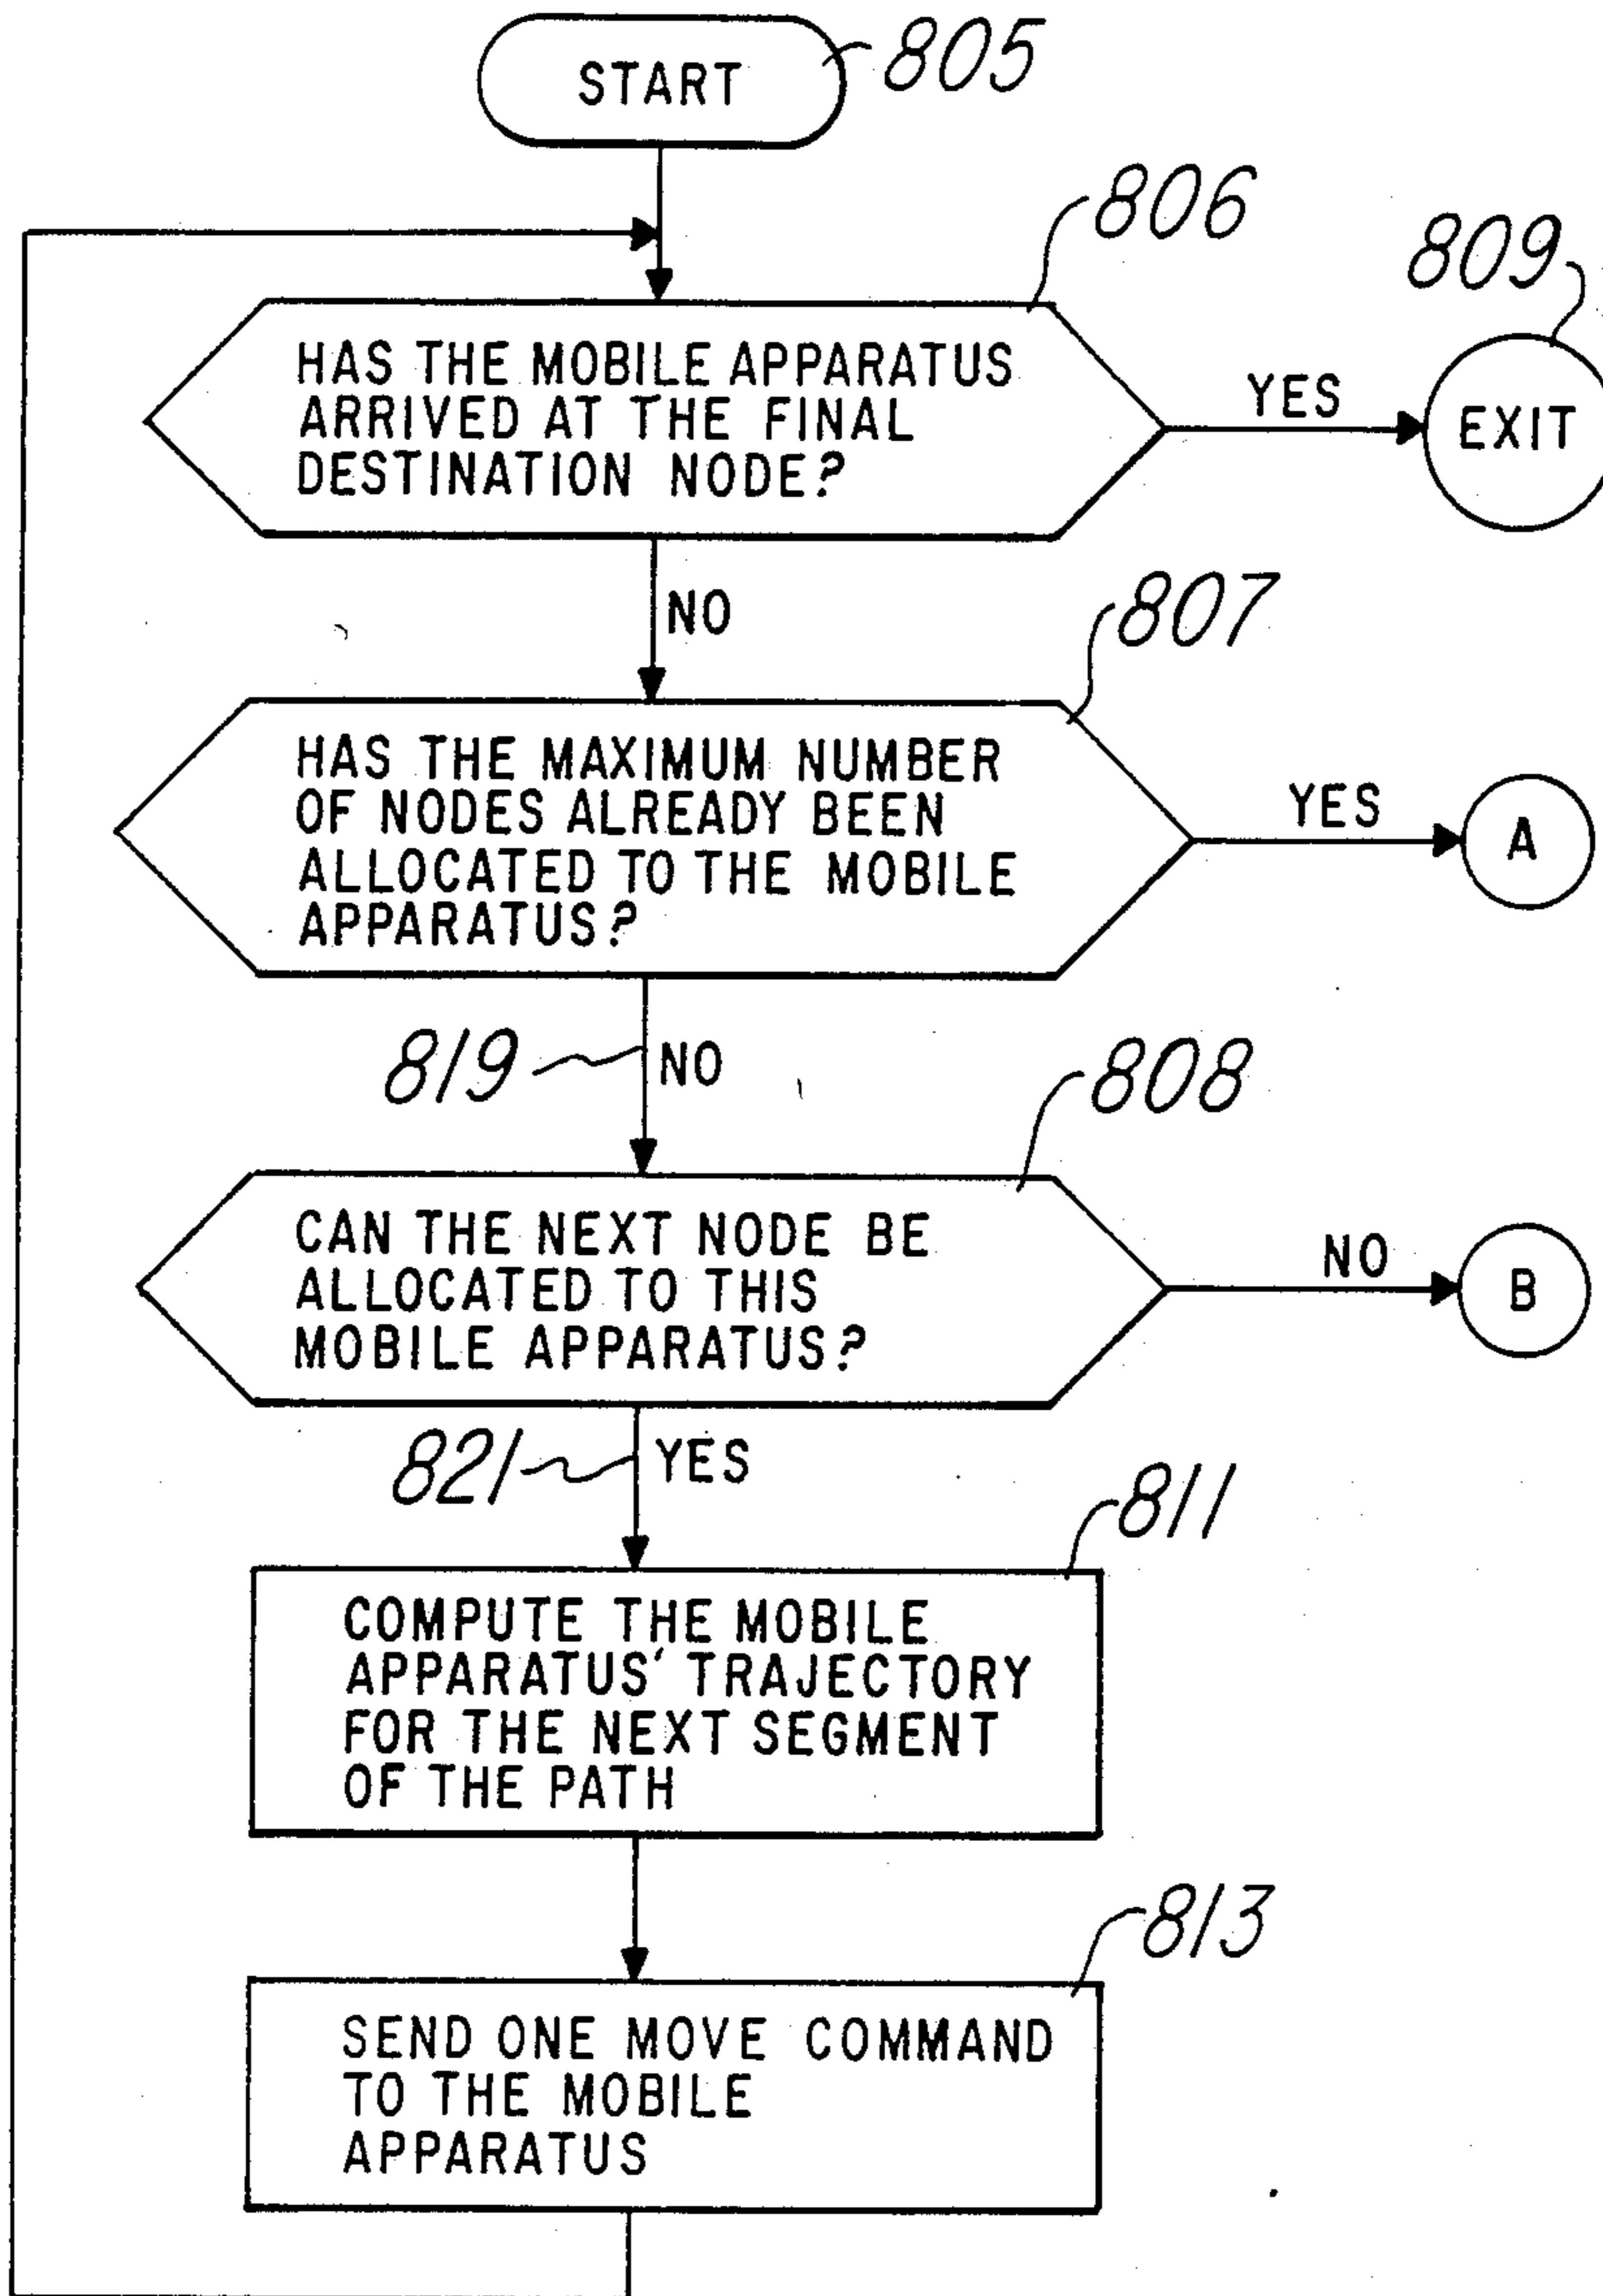 START
805
806
809
HAS THE MOBILE APPARATUS
ARRIVED AT THE FINAL
DESTINATION NODE?
YES
EXIT
NO
807
HAS THE MAXIMUM NUMBER
OF NODES ALREADY BEEN
ALLOCATED TO THE MOBILE
APPARATUS?
YES
A
819
NO
808
CAN THE NEXT NODE BE
ALLOCATED TO THIS
MOBILE APPARATUS?
NO
B
821
YES
811
COMPUTE THE MOBILE
APPARATUS' TRAJECTORY
FOR THE NEXT SEGMENT
OF THE PATH
813
SEND ONE MOVE COMMAND
TO THE MOBILE
APPARATUS